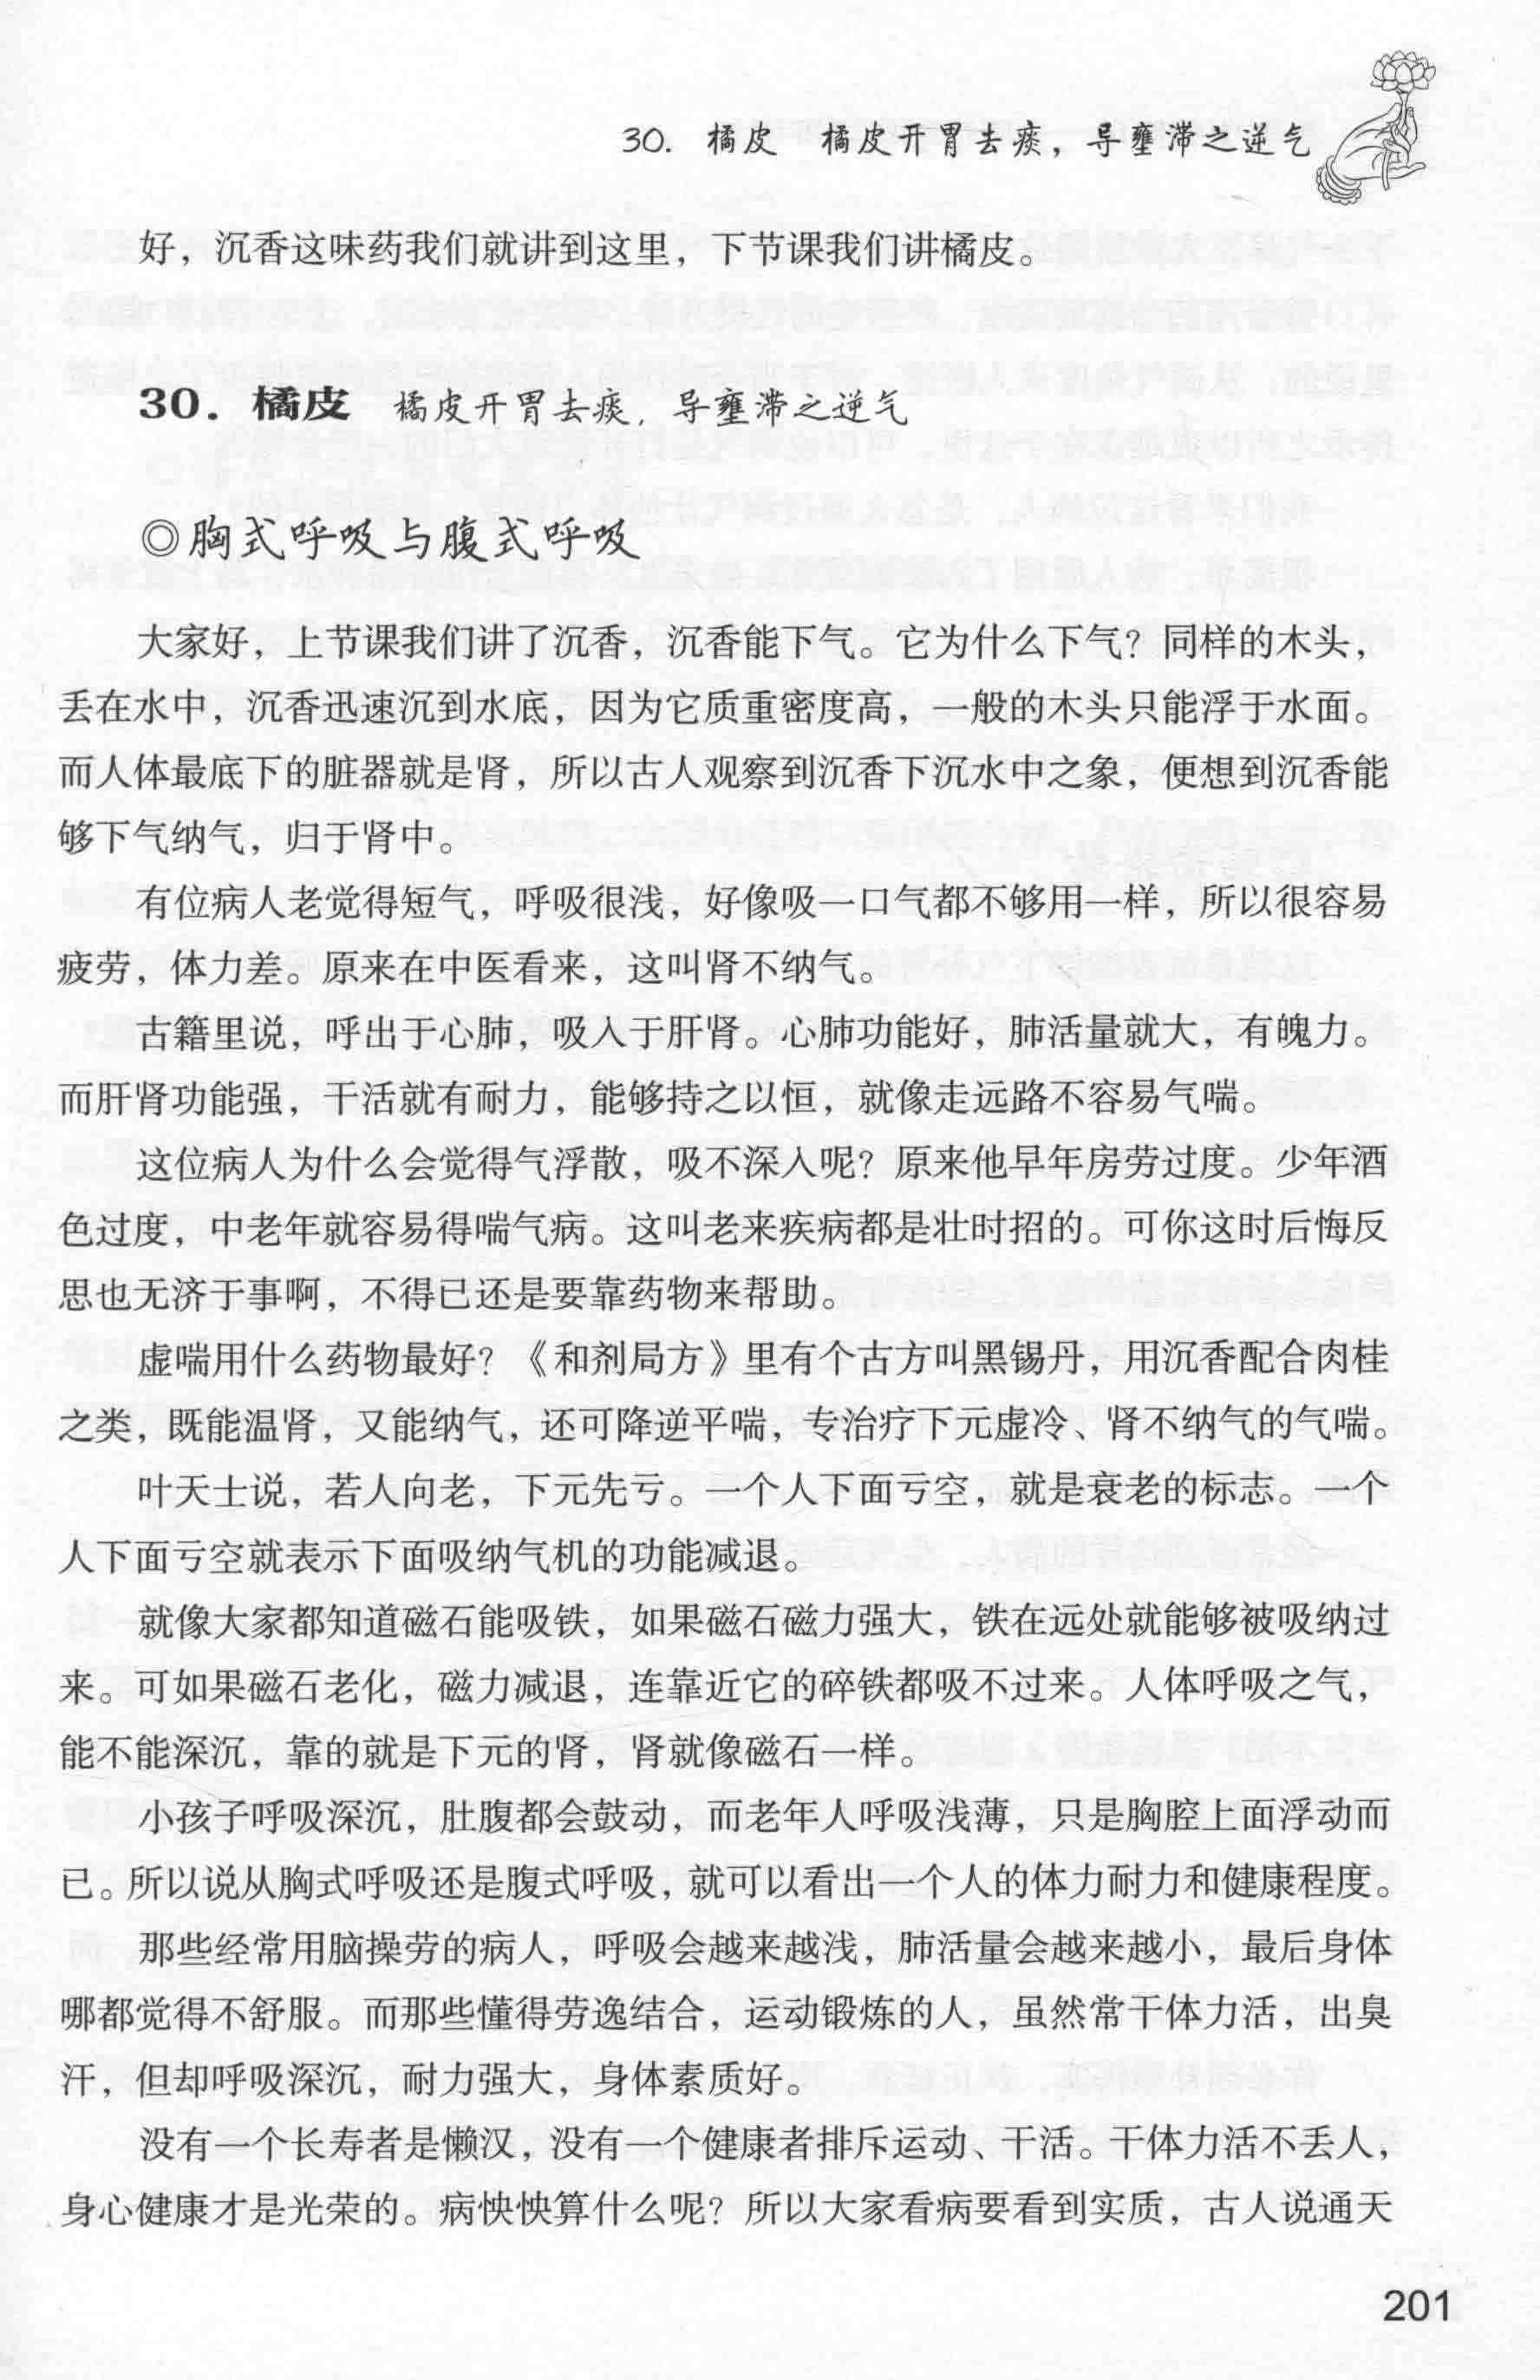 30. 橘皮　橘皮开胃去痰，导壅滞之逆气
好，沉香这味药我们就讲到这里，下节课我们讲橘皮。
30. 橘皮　橘皮开胃去痰，导壅滞之逆气
◎胸式呼吸与腹式呼吸
大家好，上节课我们讲了沉香，沉香能下气。它为什么下气？同样的木头，
丢在水中，沉香迅速沉到水底，因为它质重密度高，一般的木头只能浮于水面。
而人体最底下的脏器就是肾，所以古人观察到沉香下沉水中之象，便想到沉香能
够下气纳气，归于肾中。
有位病人老觉得短气，呼吸很浅，好像吸一口气都不够用一样，所以很容易
疲劳，体力差。原来在中医看来，这叫肾不纳气。
古籍里说，呼出于心肺，吸入于肝肾。心肺功能好，肺活量就大，有魄力。
而肝肾功能强，干活就有耐力，能够持之以恒，就像走远路不容易气喘。
这位病人为什么会觉得气浮散，吸不深入呢？原来他早年房劳过度。少年酒
色过度，中老年就容易得喘气病。这叫老来疾病都是壮时招的。可你这时后悔反
思也无济于事啊，不得已还是要靠药物来帮助。
虚喘用什么药物最好？《和剂局方》里有个古方叫黑锡丹，用沉香配合肉桂
之类，既能温肾，又能纳气，还可降逆平喘，专治疗下元虚冷、肾不纳气的气喘。
叶天士说，若人向老，下元先亏。一个人下面亏空，就是衰老的标志。一个
人下面亏空就表示下面吸纳气机的功能减退。
就像大家都知道磁石能吸铁，如果磁石磁力强大，铁在远处就能够被吸纳过
来。可如果磁石老化，磁力减退，连靠近它的碎铁都吸不过来。人体呼吸之气，
能不能深沉，靠的就是下元的肾，肾就像磁石一样。
小孩子呼吸深沉，肚腹都会鼓动，而老年人呼吸浅薄，只是胸腔上面浮动而
已。所以说从胸式呼吸还是腹式呼吸，就可以看出一个人的体力耐力和健康程度。
那些经常用脑操劳的病人，呼吸会越来越浅，肺活量会越来越小，最后身体
哪都觉得不舒服。而那些懂得劳逸结合，运动锻炼的人，虽然常干体力活，出臭
汗，但却呼吸深沉，耐力强大，身体素质好。
没有一个长寿者是懒汉，没有一个健康者排斥运动、干活。干体力活不丢人，
身心健康才是光荣的。病怏怏算什么呢？所以大家看病要看到实质，古人说通天
201